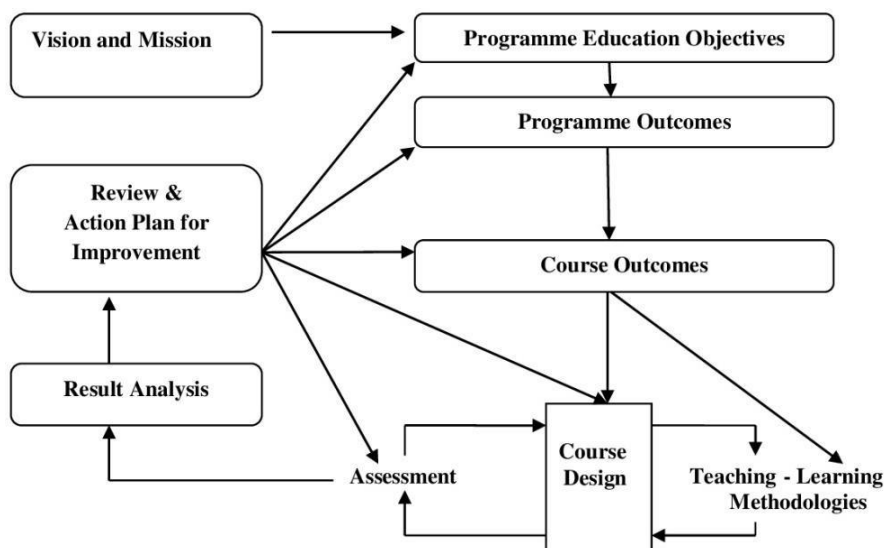 Vision and Mission
Programme Education Objectives
Programme Outcomes
Review &
Action Plan for
Improvement
Course Outcomes
Result Analysis
Assessment
Course
Design
Teaching - Learning
Methodologies